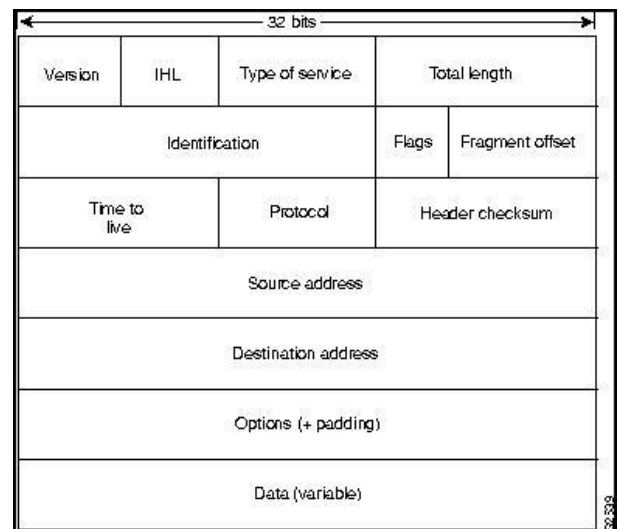 32 bits
Version IHL Type of service Total length
Identification Flags Fragment offset
Time to live Protocol Header checksum
Source address
Destination address
Options (+ padding)
Data (variable)